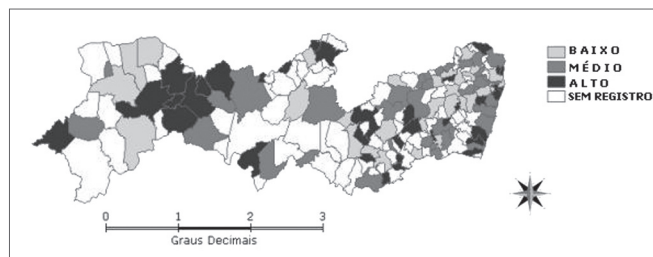 BAIXO
MÉDIO
ALTO
SEM REGISTRO
0 1 2 3
Graus Decimais